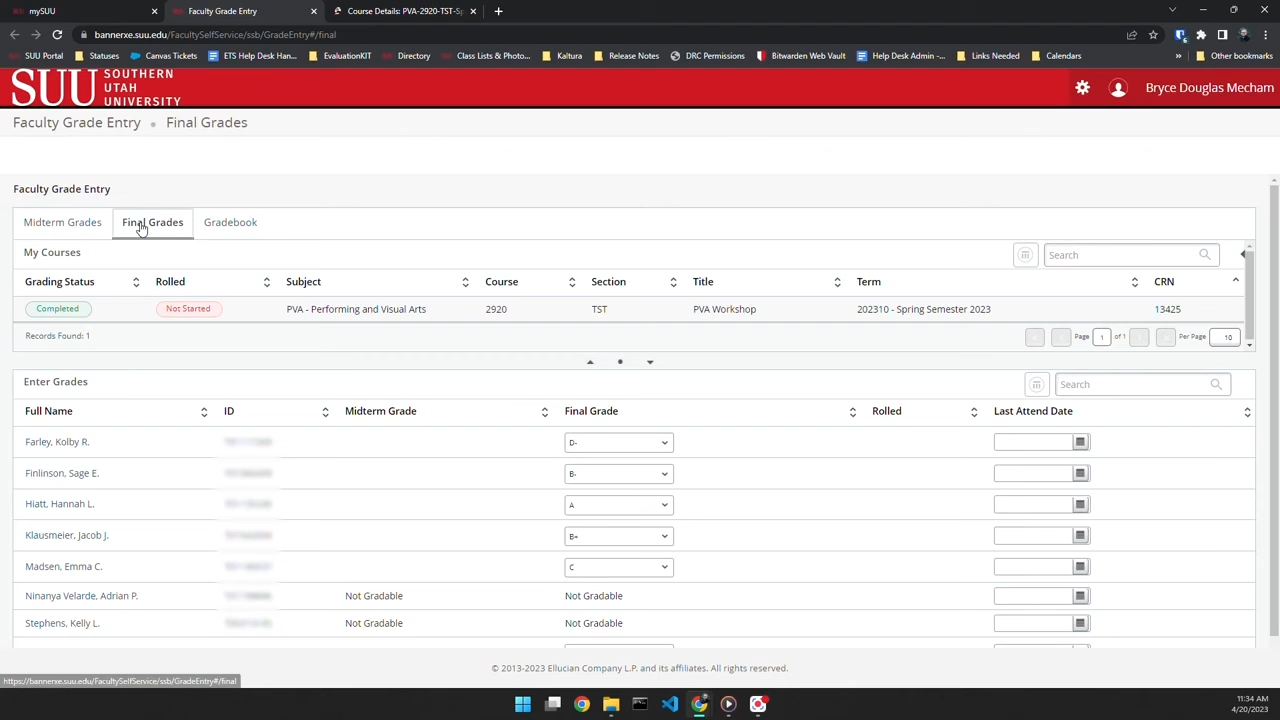 mySUU
Faculty Grade Entry
Course Details: PVA-2920-TST-Sp
bannerxe.suu.edu/FacultySelfService/ssb/GradeEntry#/final
SUU Portal
Statuses
Canvas Tickets
ETS Help Desk Han...
EvaluationKIT
Directory
Class Lists & Photo...
Kaltura
Release Notes
DRC Permissions
Bitwarden Web Vault
Help Desk Admin -...
Links Needed
Calendars
»
Other bookmarks
SUU SOUTHERN
UTAH
UNIVERSITY
Bryce Douglas Mecham
Faculty Grade Entry • Final Grades
Faculty Grade Entry
Midterm Grades Final Grades Gradebook
My Courses
Search
Grading Status Rolled Subject Course Section Title Term CRN
Completed Not Started PVA - Performing and Visual Arts 2920 TST PVA Workshop 202310 - Spring Semester 2023 13425
Records Found: 1
Page 1 of 1 Per Page 10
Enter Grades
Search
Full Name ID Midterm Grade Final Grade Rolled Last Attend Date
Farley, Kolby R. D-
Finlinson, Sage E. B-
Hiatt, Hannah L. A
Klausmeier, Jacob J. B+
Madsen, Emma C. C
Ninanya Velarde, Adrian P. Not Gradable Not Gradable
Stephens, Kelly L. Not Gradable Not Gradable
© 2013-2023 Ellucian Company L.P. and its affiliates. All rights reserved.
https://bannerxe.suu.edu/FacultySelfService/ssb/GradeEntry#/final
11:34 AM
4/20/2023